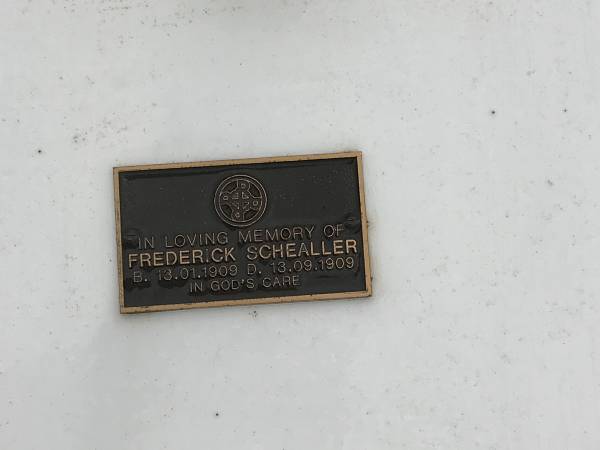 IN LOVING MEMORY OF
FREDERICK SCHEALLER
B. 13.01.1909 D. 13.09.1909
IN GOD'S CARE